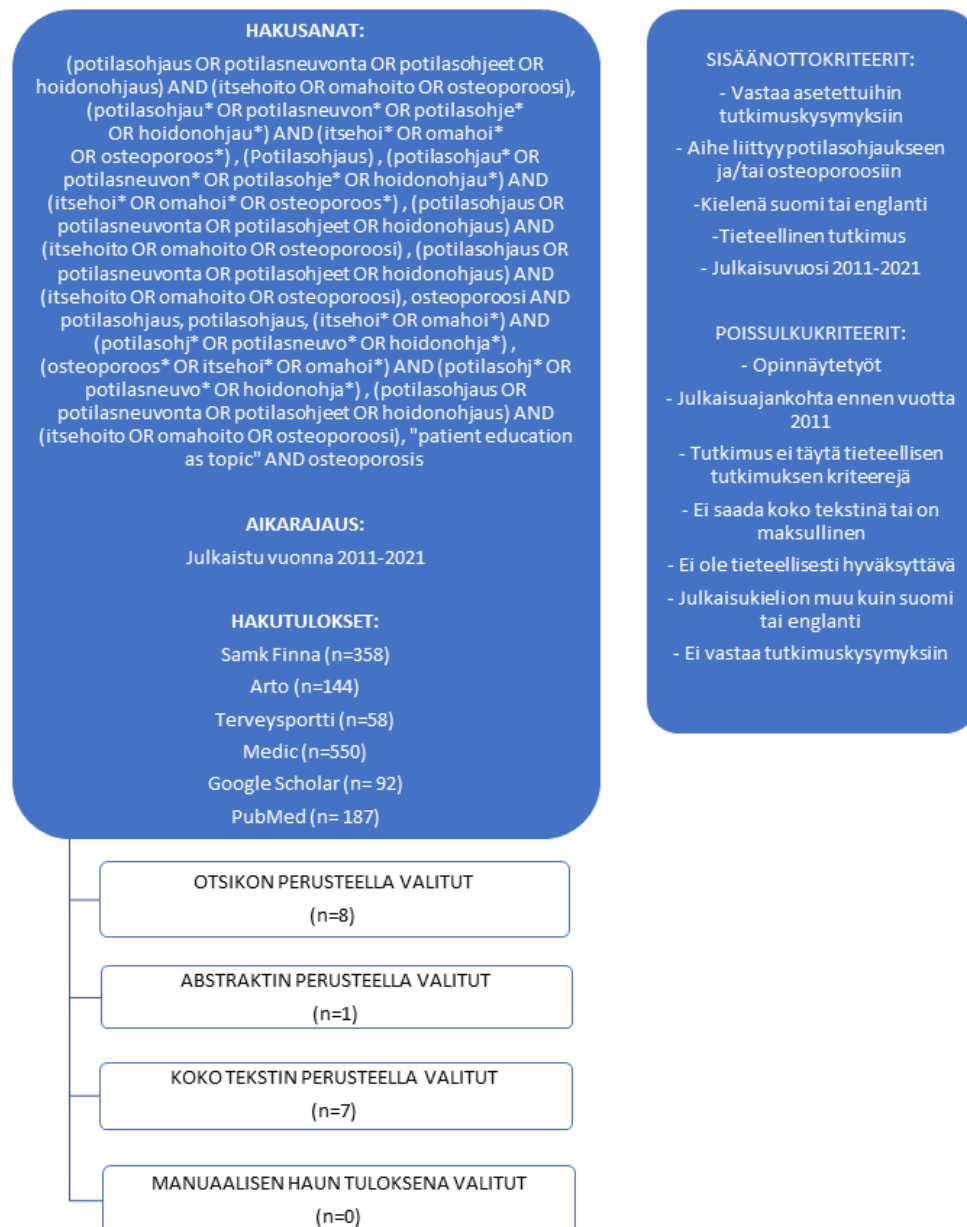 HAKUSANAT:
(potilasohjaus OR potilasneuvonta OR potilasohjeet OR
hoidonohjaus) AND (itsehoito OR omahoito OR osteoporoosi),
(potilasohjau* OR potilasneuvon* OR potilasohje*
OR hoidonohjau*) AND (itsehoi* OR omahoi*
OR osteoporoos*) , (Potilasohjaus) , (potilasohjau* OR
potilasneuvon* OR potilasohje* OR hoidonohjau*) AND
(itsehoi* OR omahoi* OR osteoporoos*) , (potilasohjaus OR
potilasneuvonta OR potilasohjeet OR hoidonohjaus) AND
(itsehoito OR omahoito OR osteoporoosi) , (potilasohjaus OR
potilasneuvonta OR potilasohjeet OR hoidonohjaus) AND
(itsehoito OR omahoito OR osteoporoosi), osteoporoosi AND
potilasohjaus, potilasohjaus, (itsehoi* OR omahoi*) AND
(potilasohj* OR potilasneuvo* OR hoidonohja*) ,
(osteoporoos* OR itsehoi* OR omahoi*) AND (potilasohj* OR
potilasneuvo* OR hoidonohja*) , (potilasohjaus OR
potilasneuvonta OR potilasohjeet OR hoidonohjaus) AND
(itsehoito OR omahoito OR osteoporoosi), "patient education
as topic" AND osteoporosis
AIKARAJAUS:
Julkaistu vuonna 2011-2021
HAKUTULOKSET:
Samk Finna (n=358)
Arto (n=144)
Terveysportti (n=58)
Medic (n=550)
Google Scholar (n= 92)
PubMed (n= 187)
SISÄÄNOTTOKRITEERIT:
- Vastaa asetettuihin
tutkimuskysymyksiin
- Aihe liittyy potilasohjaukseen
ja/tai osteoporoosiin
-Kielenä suomi tai englanti
-Tieteellinen tutkimus
- Julkaisuvuosi 2011-2021
POISSULKUKRITEERIT:
- Opinnäytetyöt
- Julkaisuajankohta ennen vuotta
2011
- Tutkimus ei täytä tieteellisen
tutkimuksen kriteerejä
- Ei saada koko tekstinä tai on
maksullinen
- Ei ole tieteellisesti hyväksyttävä
- Julkaisukieli on muu kuin suomi
tai englanti
- Ei vastaa tutkimuskysymyksiin
OTSIKON PERUSTEELLA VALITUT
(n=8)
ABSTRAKTIN PERUSTEELLA VALITUT
(n=1)
KOKO TEKSTIN PERUSTEELLA VALITUT
(n=7)
MANUAALISEN HAUN TULOKSENA VALITUT
(n=0)